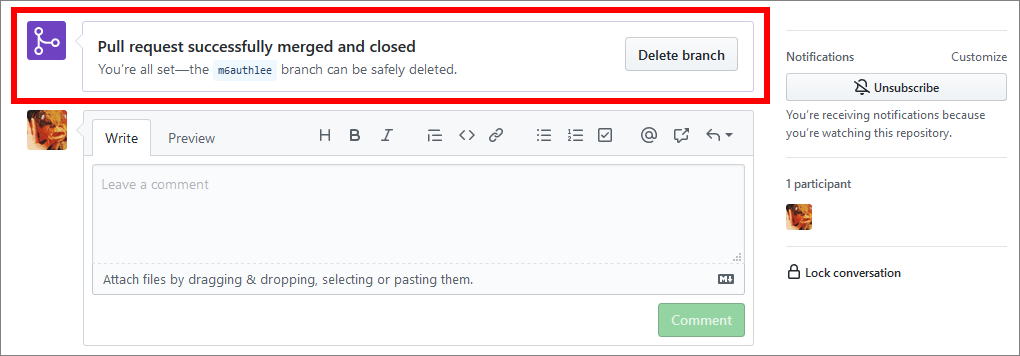 Pull request successfully merged and closed
You're all set—the m6auth1ee branch can be safely deleted.
Delete branch
Write
Preview
Leave a comment
Attach files by dragging & dropping, selecting or pasting them.
Comment
Notifications
Customize
Unsubscribe
You're receiving notifications because
you're watching this repository.
1 participant
Lock conversation